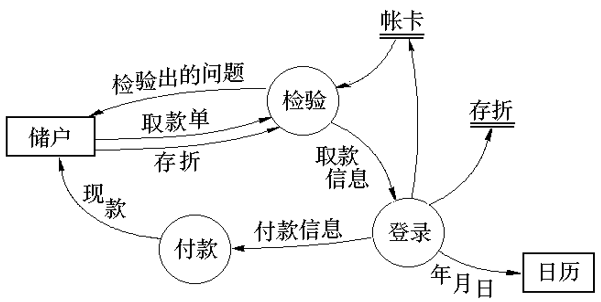 帐卡
检验出的问题
检验
存折
储户
取款单
存折
取款
信息
现款
付款信息
登录
付款
年月日
日历